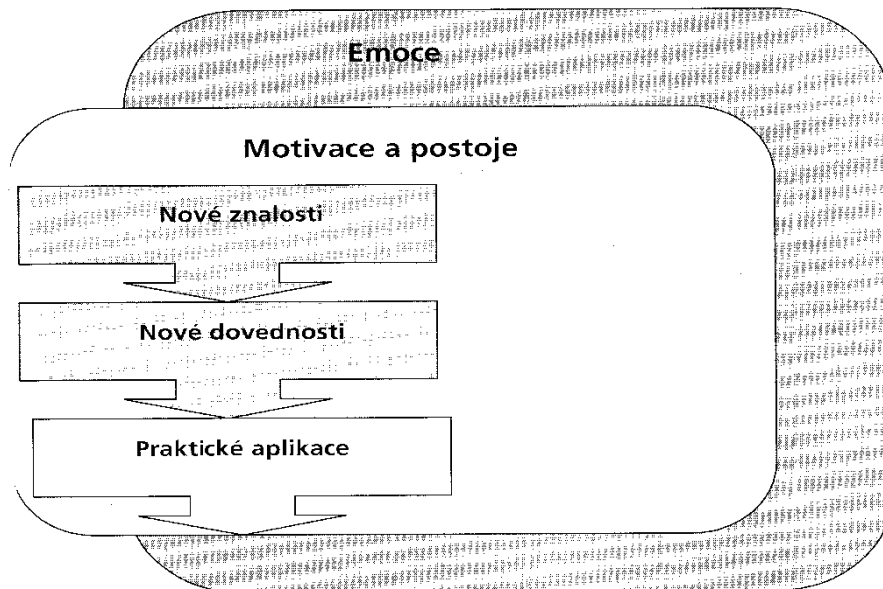 Emoce
Motivace a postoje
Nové znalosti
Nové dovednosti
Praktické aplikace